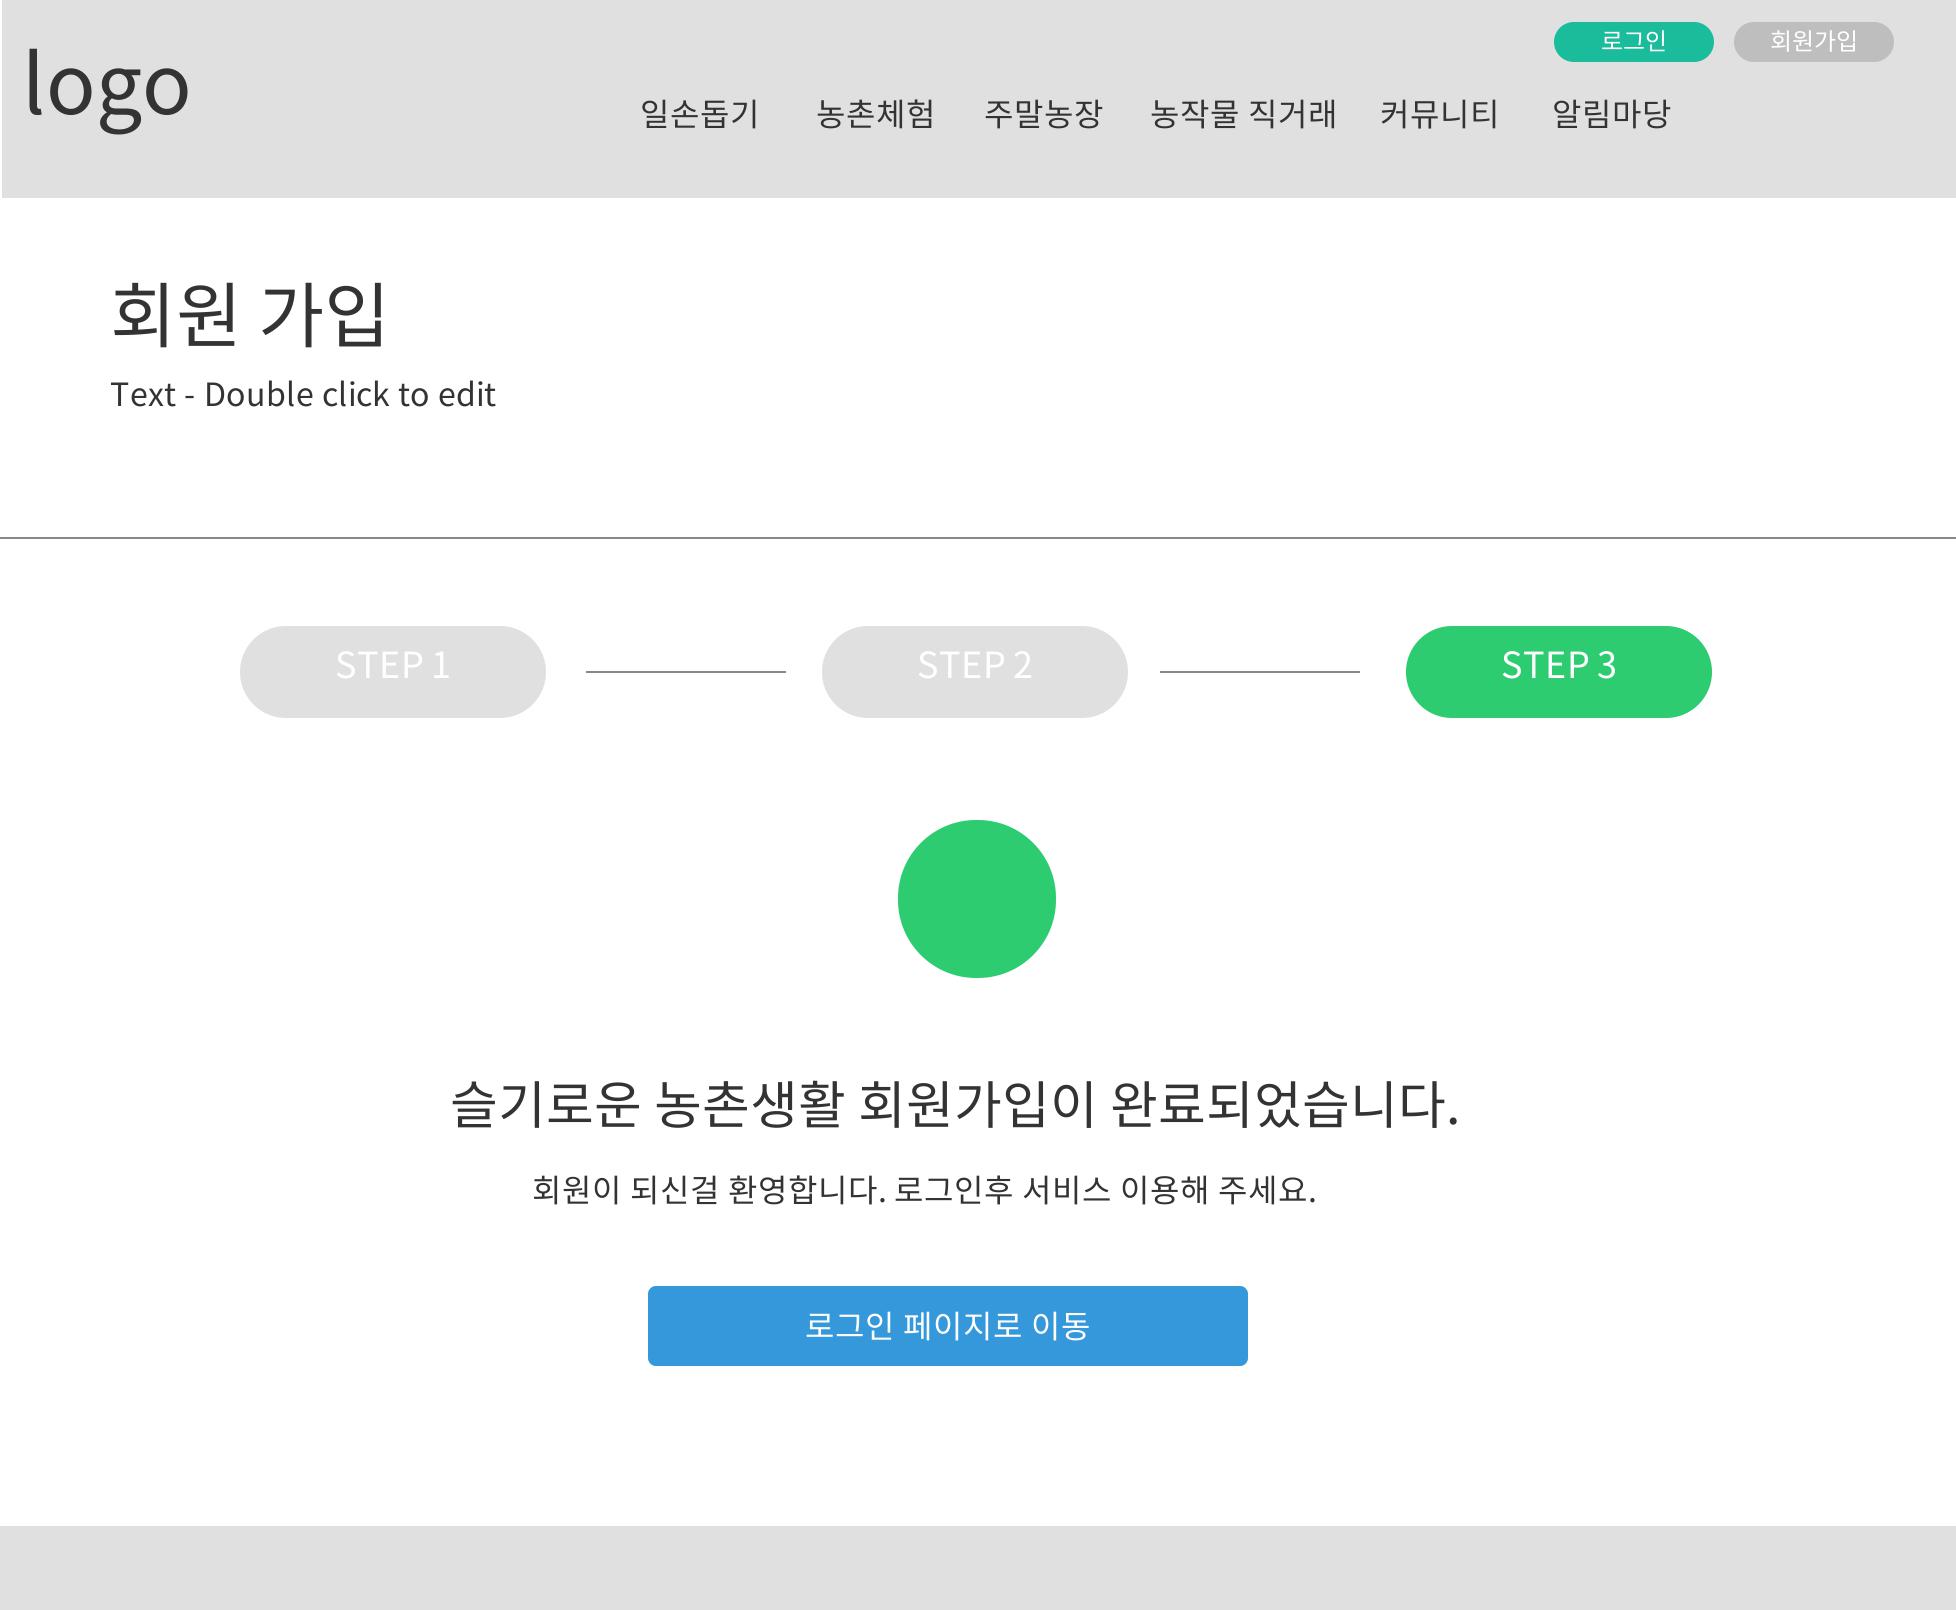 로그인 회원가입
logo
일손돕기 농촌체험 주말농장 농작물 직거래 커뮤니티 알림마당
회원 가입
Text - Double click to edit
STEP 1 STEP 2 STEP 3
슬기로운 농촌생활 회원가입이 완료되었습니다.
회원이 되신걸 환영합니다. 로그인후 서비스 이용해 주세요.
로그인 페이지로 이동